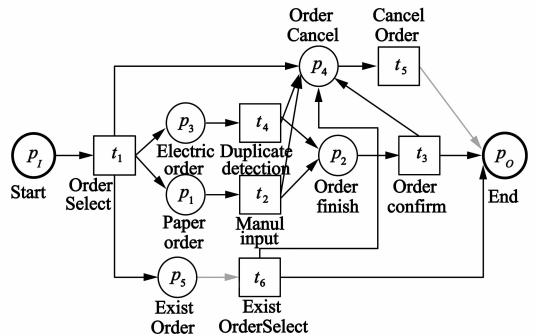 Order
Cancel
Cancel
Order
p4
t5
p3
t4
Electric
order
Duplicate
detection
pI
Start
t1
Order
Select
p2
Order
finish
t3
Order
confirm
pO
End
p1
Paper
order
t2
Manul
input
p5
Exist
Order
t6
Exist
OrderSelect